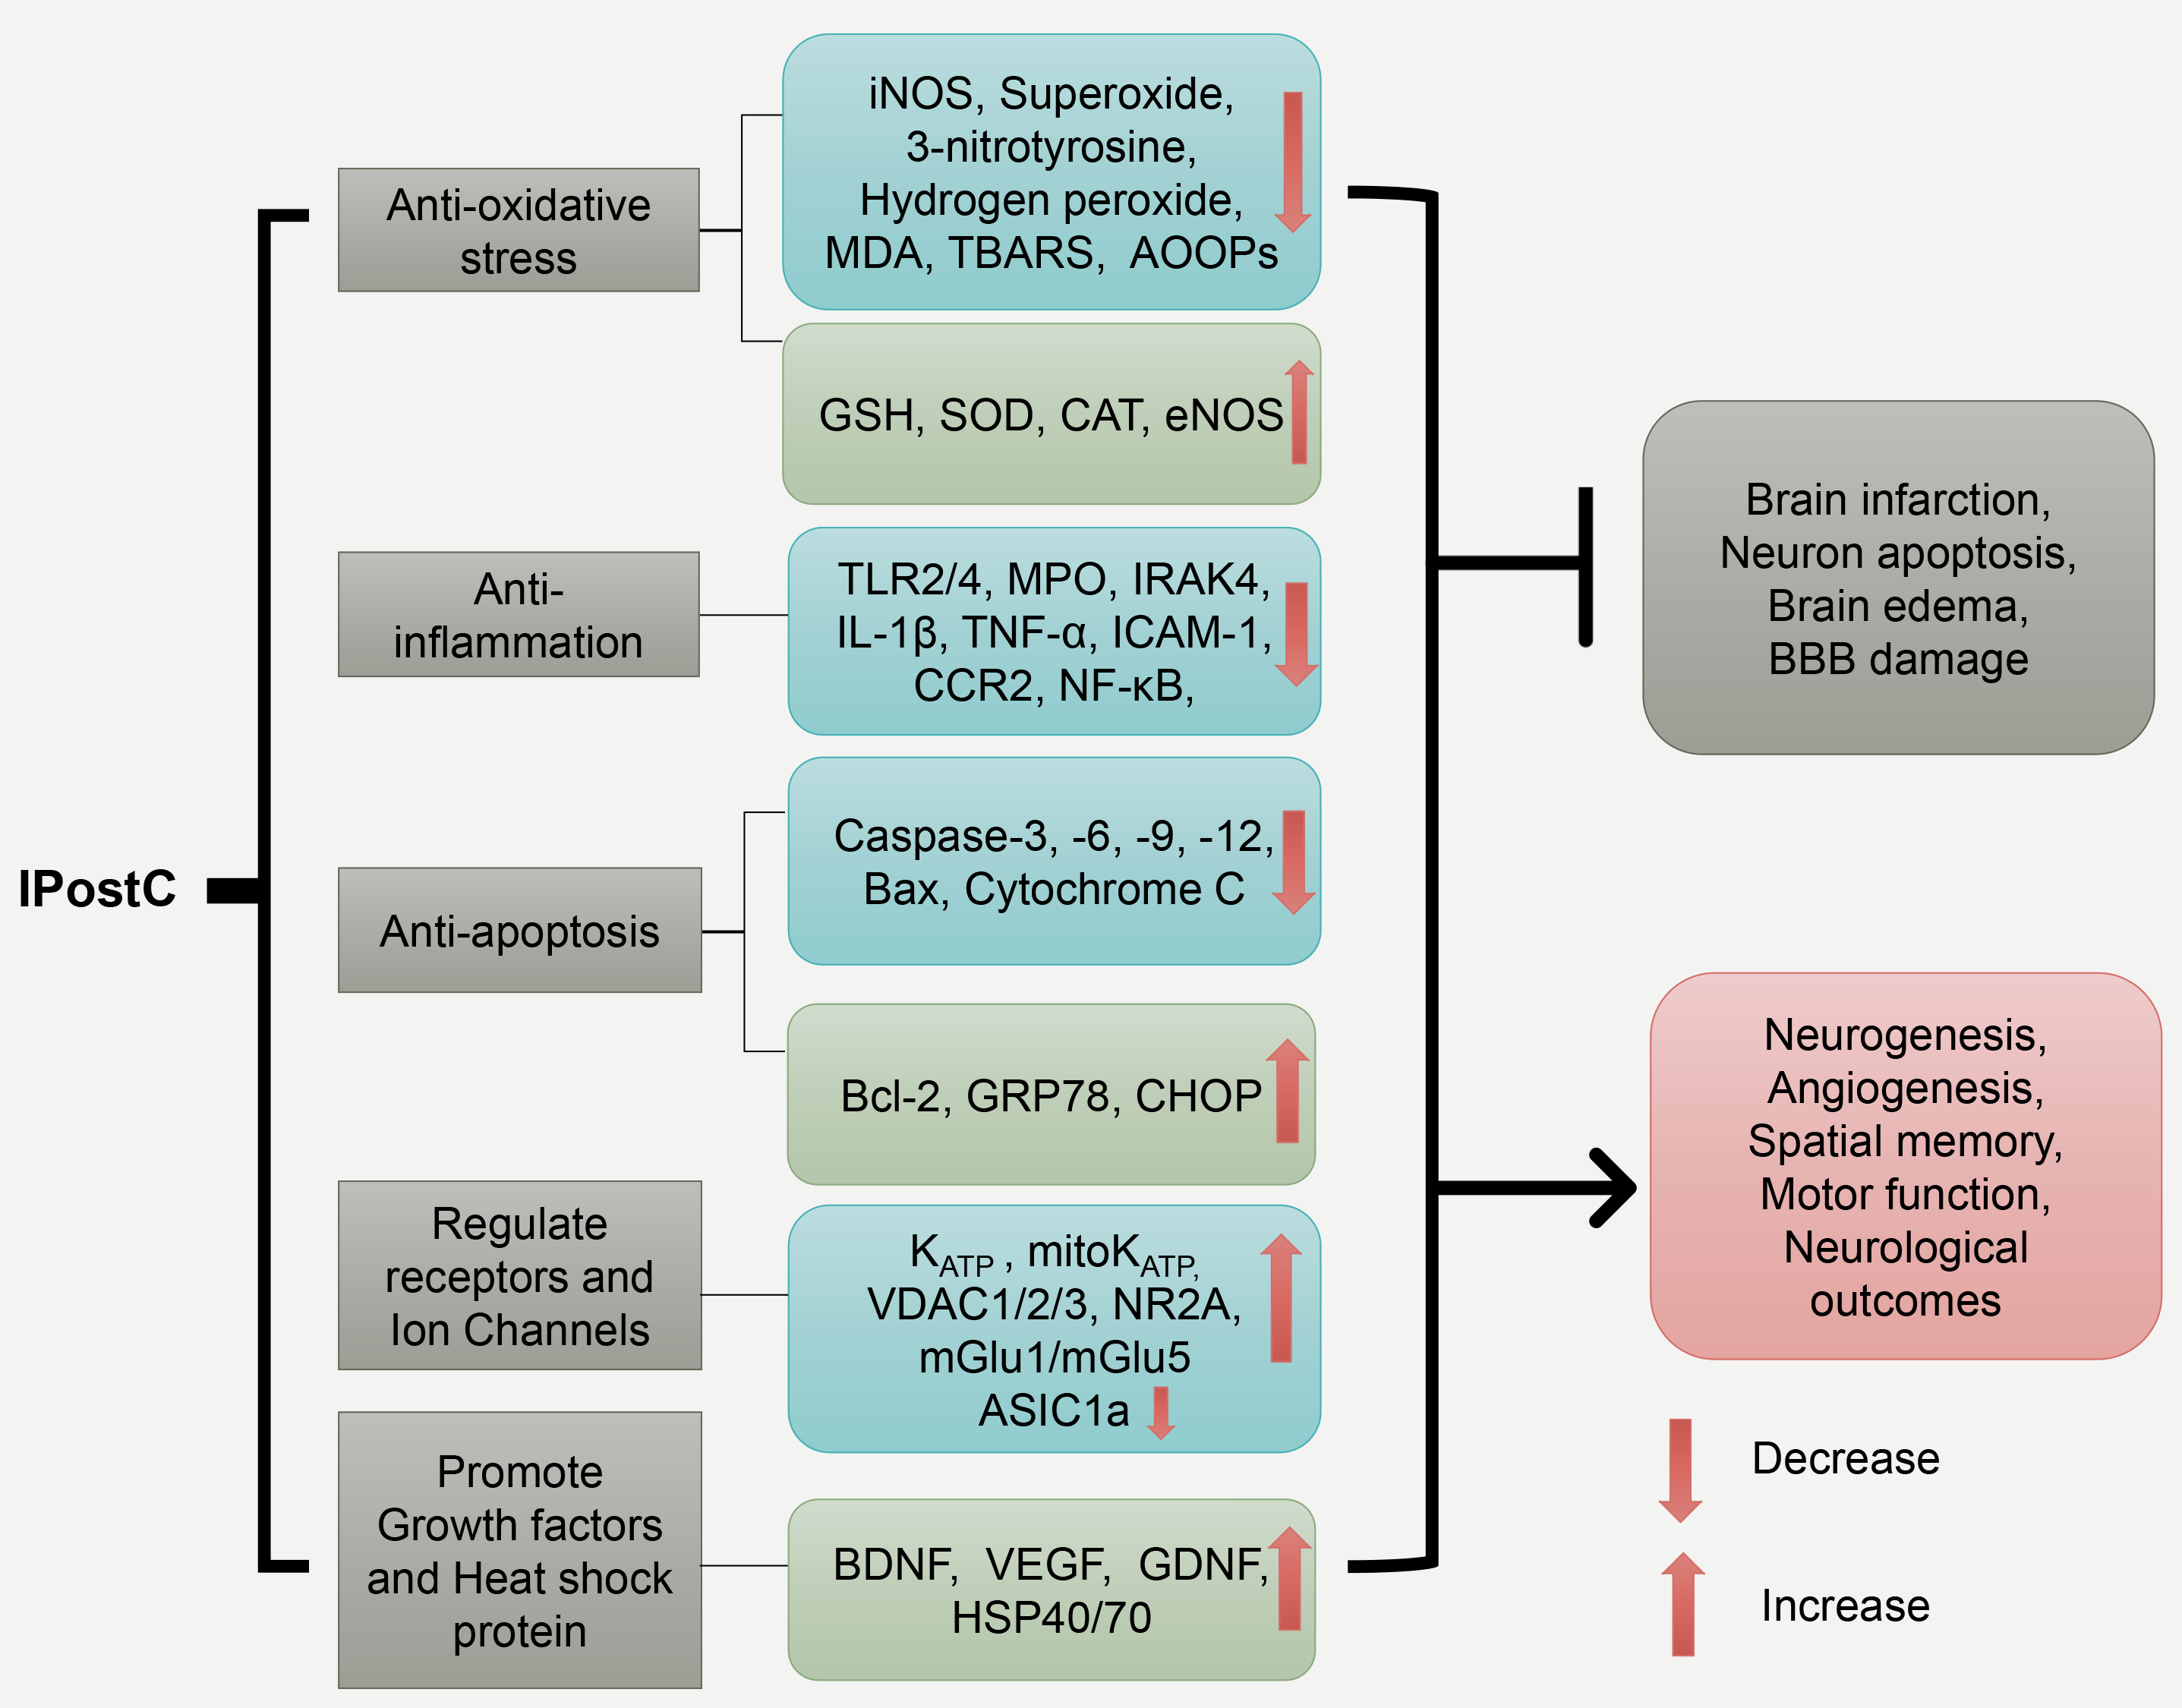 IPostC
Anti-oxidative
stress
iNOS, Superoxide,
3-nitrotyrosine,
Hydrogen peroxide,
MDA, TBARS, AOOPs
GSH, SOD, CAT, eNOS
Anti-
inflammation
TLR2/4, MPO, IRAK4,
IL-1β, TNF-α, ICAM-1,
CCR2, NF-κB,
Anti-apoptosis
Caspase-3, -6, -9, -12,
Bax, Cytochrome C
Bcl-2, GRP78, CHOP
Regulate
receptors and
Ion Channels
KATP , mitoKATP,
VDAC1/2/3, NR2A,
mGlu1/mGlu5
ASIC1a
Promote
Growth factors
and Heat shock
protein
BDNF, VEGF, GDNF,
HSP40/70
Brain infarction,
Neuron apoptosis,
Brain edema,
BBB damage
Neurogenesis,
Angiogenesis,
Spatial memory,
Motor function,
Neurological
outcomes
Decrease
Increase